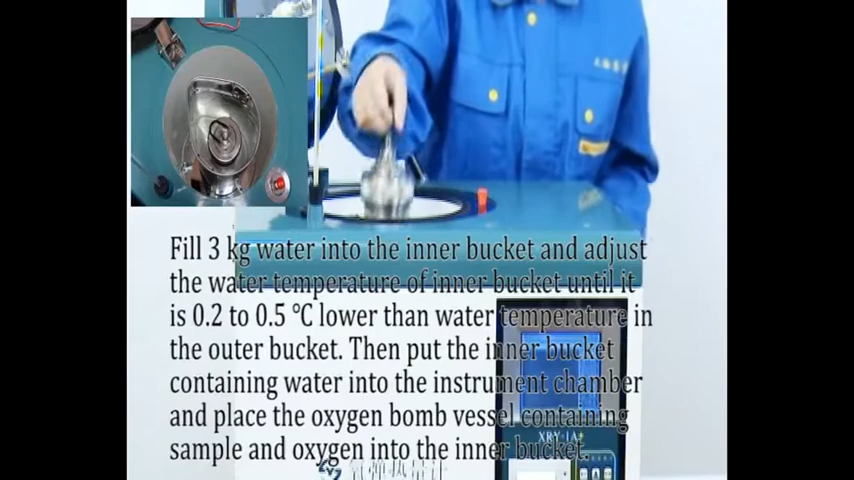 Fill 3 kg water into the inner bucket and adjust
the water temperature of inner bucket until it
is 0.2 to 0.5 °C lower than water temperature in
the outer bucket. Then put the inner bucket
containing water into the instrument chamber
and place the oxygen bomb vessel containing
sample and oxygen into the inner bucket.
XRY-1A+